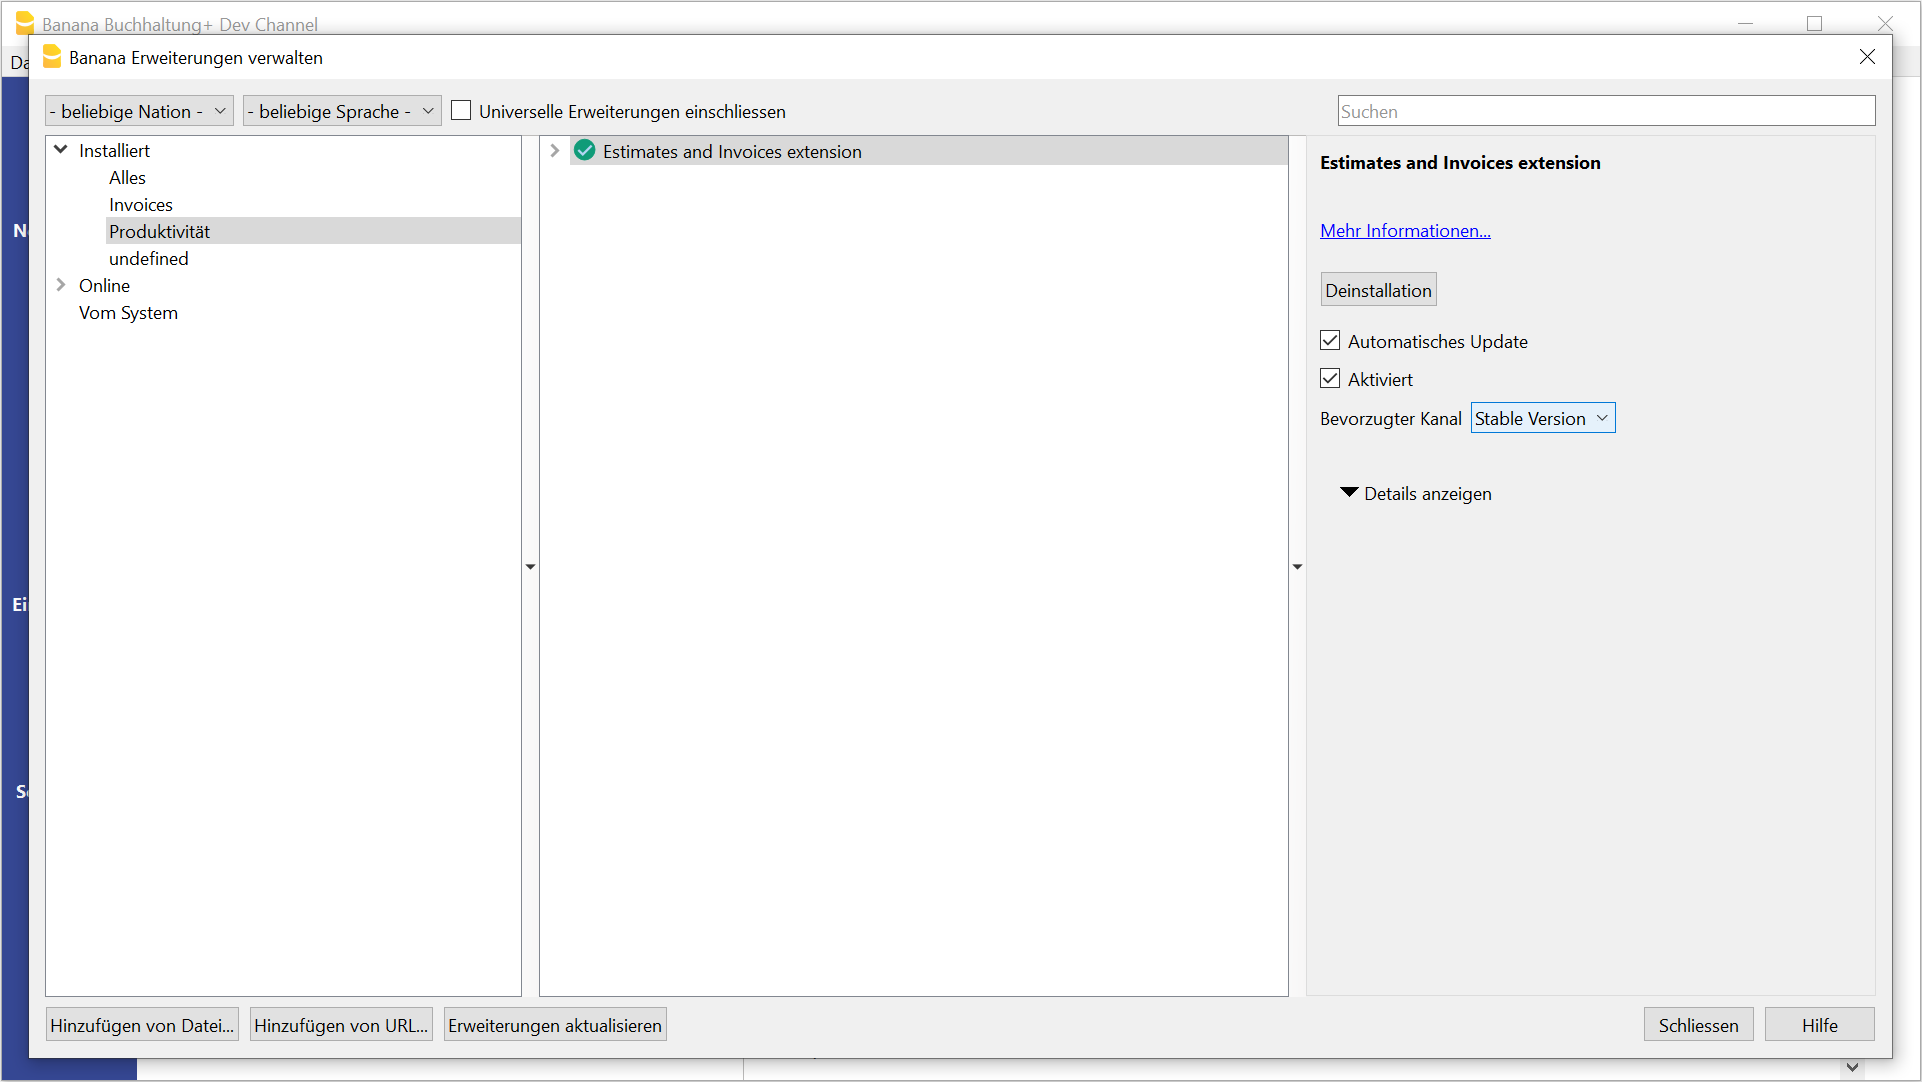 Banana Buchhaltung+ Dev Channel
Banana Erweiterungen verwalten
- beliebige Nation -
- beliebige Sprache -
Universelle Erweiterungen einschliessen
Suchen
Installiert
Alles
Invoices
Produktivität
undefined
Online
Vom System
Estimates and Invoices extension
Estimates and Invoices extension
Mehr Informationen...
Deinstallation
Automatisches Update
Aktiviert
Bevorzugter Kanal
Stable Version
Details anzeigen
Hinzufügen von Datei...
Hinzufügen von URL...
Erweiterungen aktualisieren
Schliessen
Hilfe